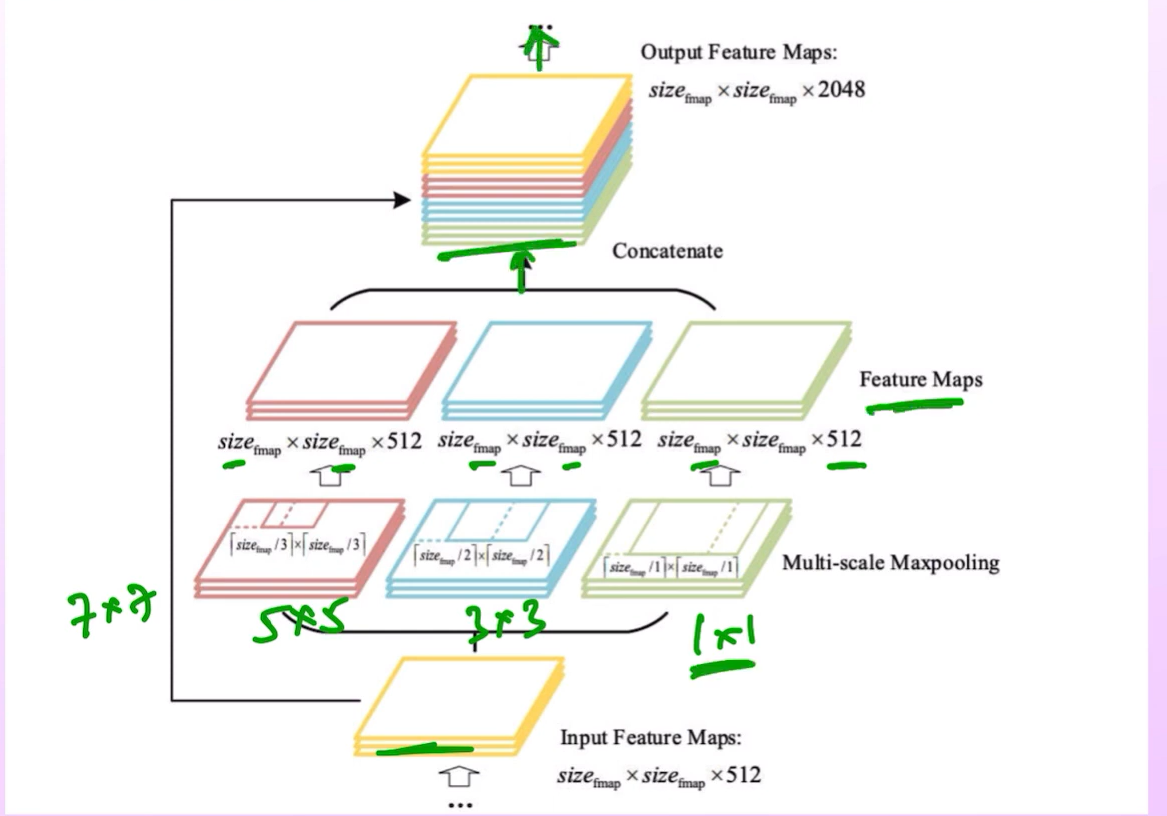 ...
Output Feature Maps:
size_fmap × size_fmap × 2048
Concatenate
Feature Maps
size_fmap × size_fmap × 512 size_fmap × size_fmap × 512 size_fmap × size_fmap × 512
⌈size_fmap /3⌉×⌈size_fmap /3⌉ ⌈size_fmap /2⌉×⌈size_fmap /2⌉ ⌈size_fmap /1⌉×⌈size_fmap /1⌉
Multi-scale Maxpooling
7×7 5×5 3×3 1×1
Input Feature Maps:
size_fmap × size_fmap × 512
...